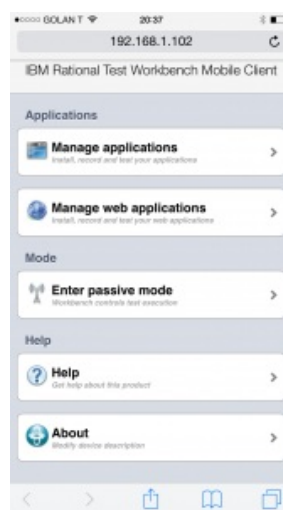 GOLAN T 20:37
192.168.1.102
IBM Rational Test Workbench Mobile Client
Applications
Manage applications
Install, record and test your applications
Manage web applications
Install, record and test your web applications
Mode
Enter passive mode
Workbench controls test execution
Help
Help
Get help about this product
About
Modify device description